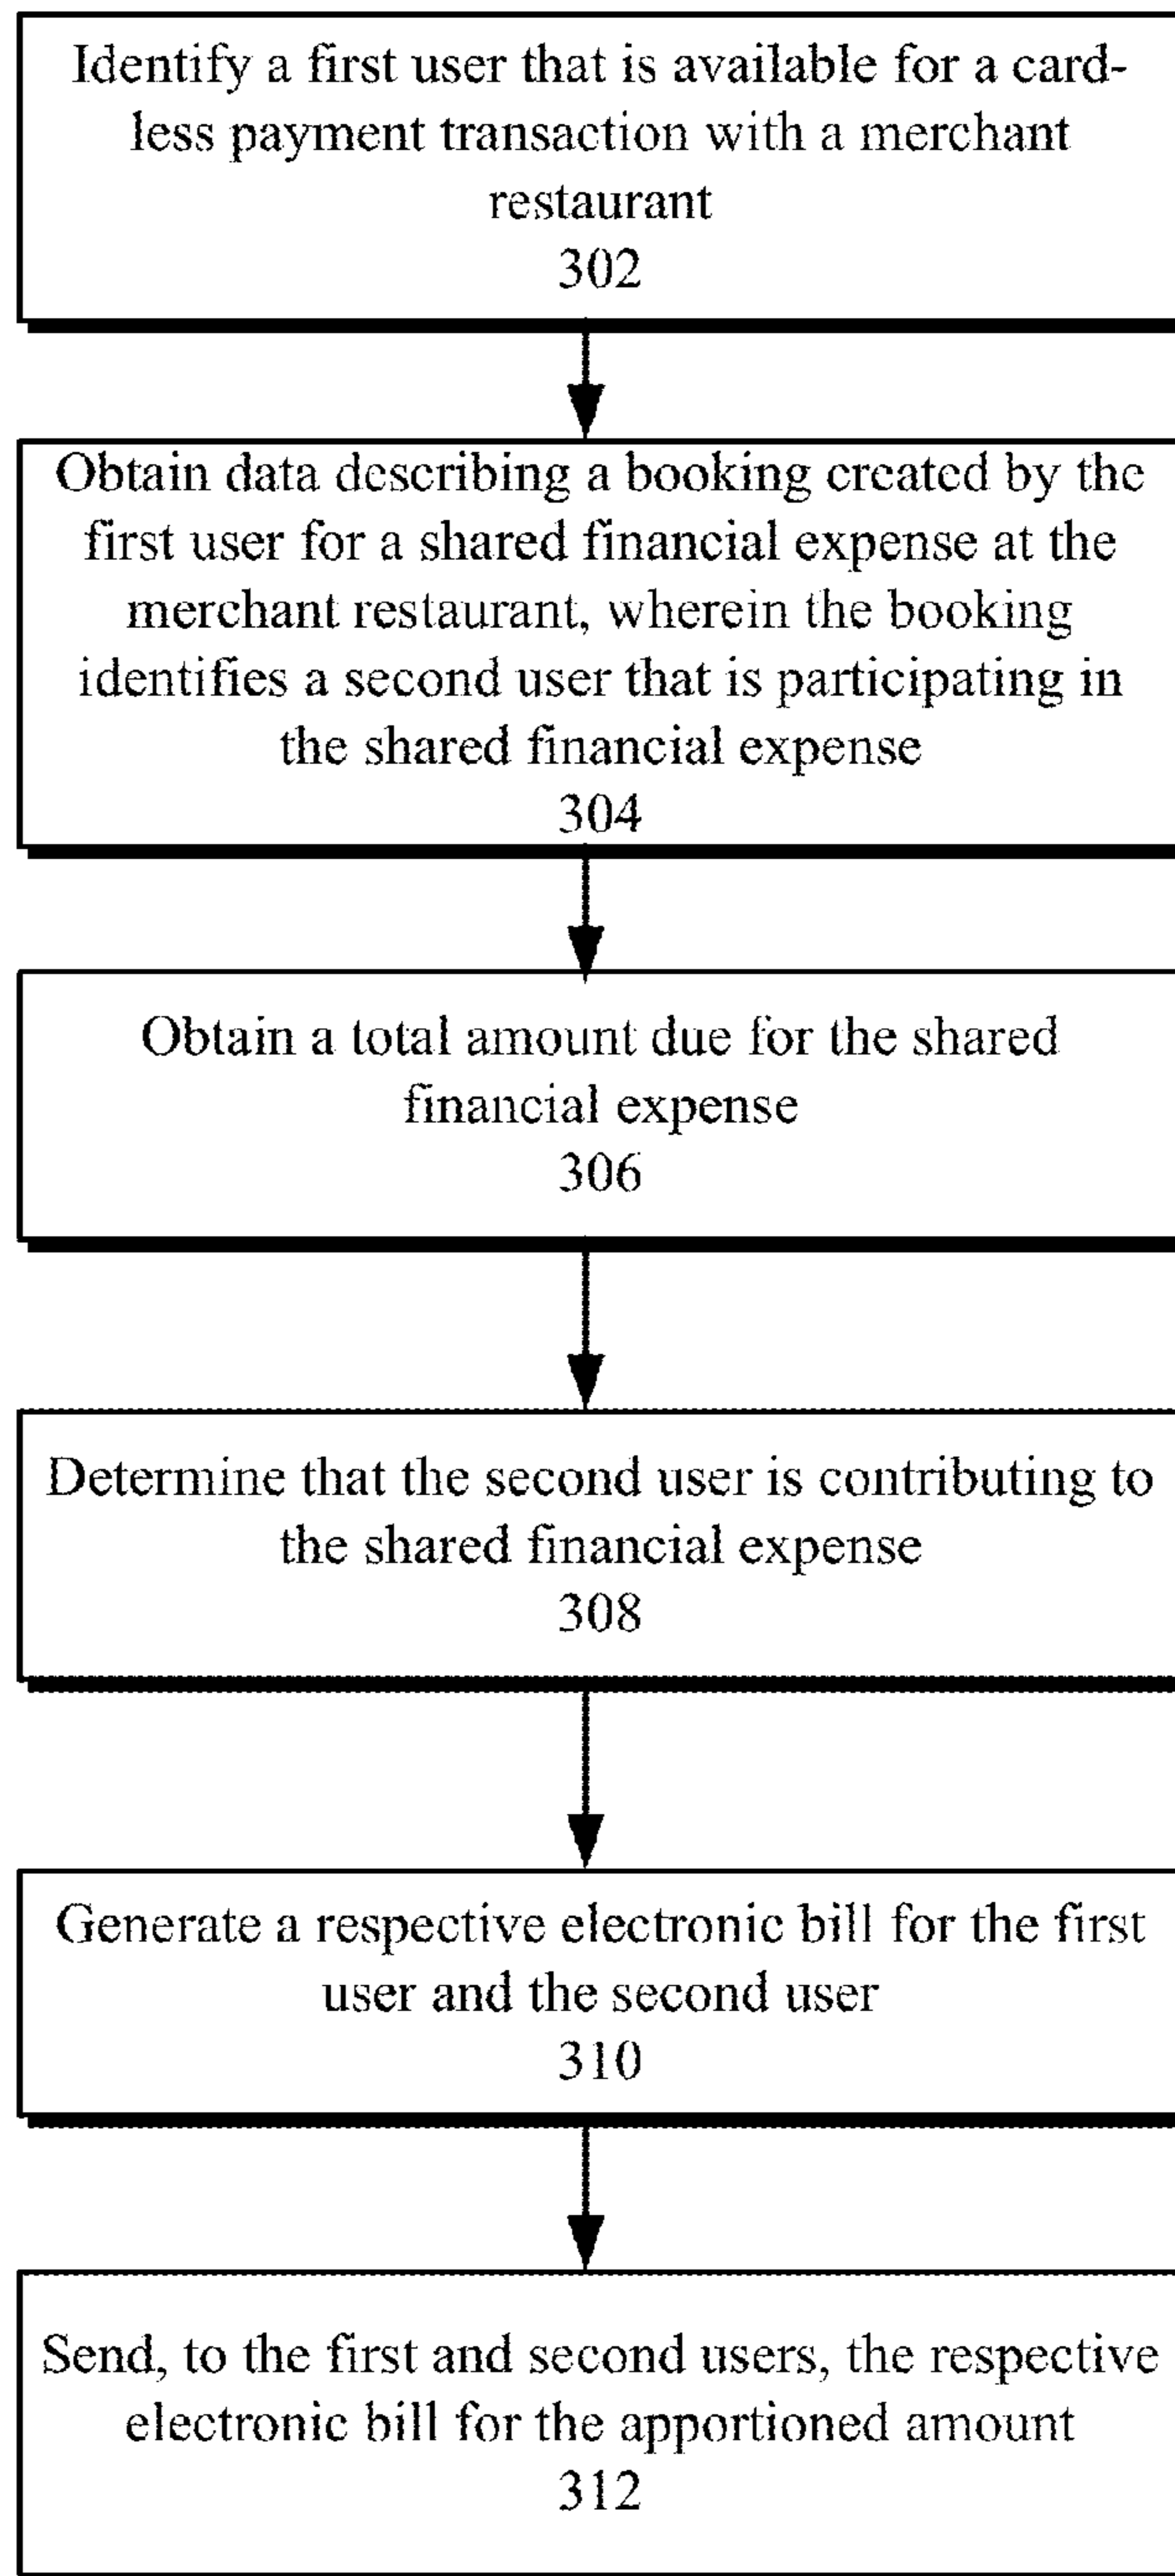 Identify a first user that is available for a card-
less payment transaction with a merchant
restaurant
302
Obtain data describing a booking created by the
first user for a shared financial expense at the
merchant restaurant, wherein the booking
identifies a second user that is participating in
the shared financial expense
304
Obtain a total amount due for the shared
financial expense
306
Determine that the second user is contributing to
the shared financial expense
308
Generate a respective electronic bill for the first
user and the second user
310
Send, to the first and second users, the respective
electronic bill for the apportioned amount
312